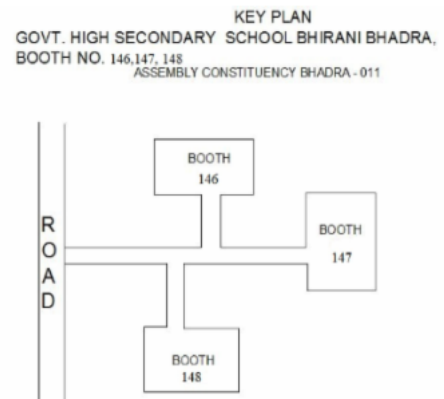 KEY PLAN
GOVT. HIGH SECONDARY SCHOOL BHIRANI BHADRA,
BOOTH NO. 146,147, 148
ASSEMBLY CONSTITUENCY BHADRA - 011
BOOTH
146
ROAD
BOOTH
147
BOOTH
148